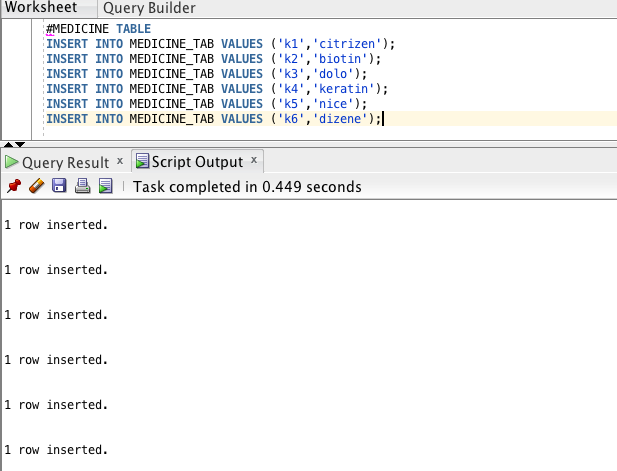 Worksheet Query Builder
#MEDICINE TABLE
INSERT INTO MEDICINE_TAB VALUES ('k1','citrizen');
INSERT INTO MEDICINE_TAB VALUES ('k2','biotin');
INSERT INTO MEDICINE_TAB VALUES ('k3','dolo');
INSERT INTO MEDICINE_TAB VALUES ('k4','keratin');
INSERT INTO MEDICINE_TAB VALUES ('k5','nice');
INSERT INTO MEDICINE_TAB VALUES ('k6','dizene');
Query Result x Script Output x
Task completed in 0.449 seconds
1 row inserted.
1 row inserted.
1 row inserted.
1 row inserted.
1 row inserted.
1 row inserted.